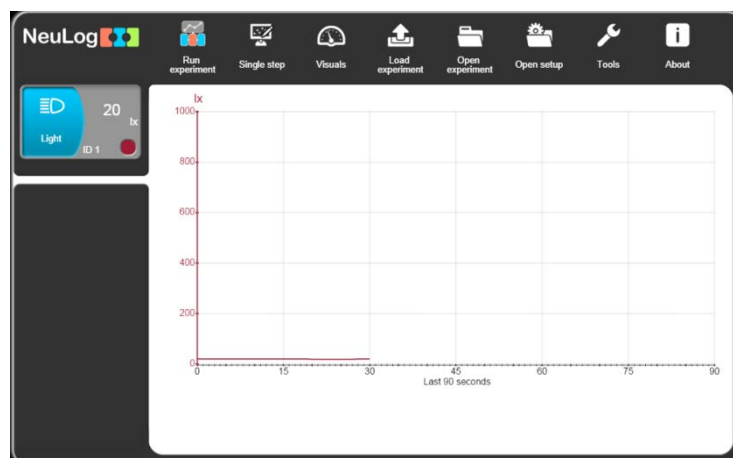 NeuLog
Run experiment
Single step
Visuals
Load experiment
Open experiment
Open setup
Tools
About
Light
20
lx
ID 1
lx
1000
800
600
400
200
0
0 15 30 45 60 75 90
Last 90 seconds